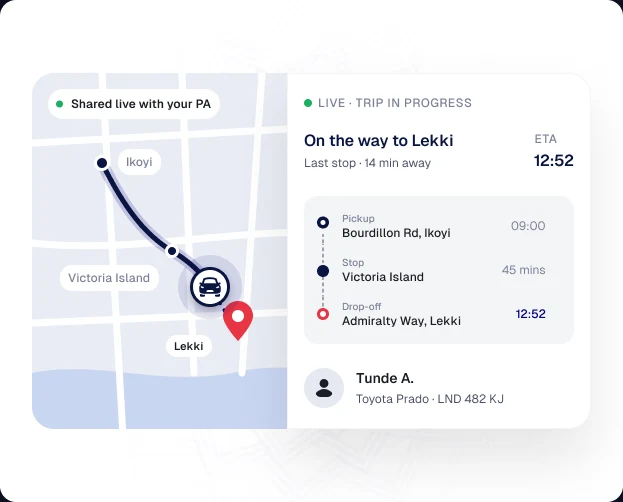 Shared live with your PA
Ikoyi
Victoria Island
Lekki
LIVE · TRIP IN PROGRESS
On the way to Lekki
Last stop · 14 min away
ETA
12:52
Pickup
Bourdillon Rd, Ikoyi
09:00
Stop
Victoria Island
45 mins
Drop-off
Admiralty Way, Lekki
12:52
Tunde A.
Toyota Prado · LND 482 KJ